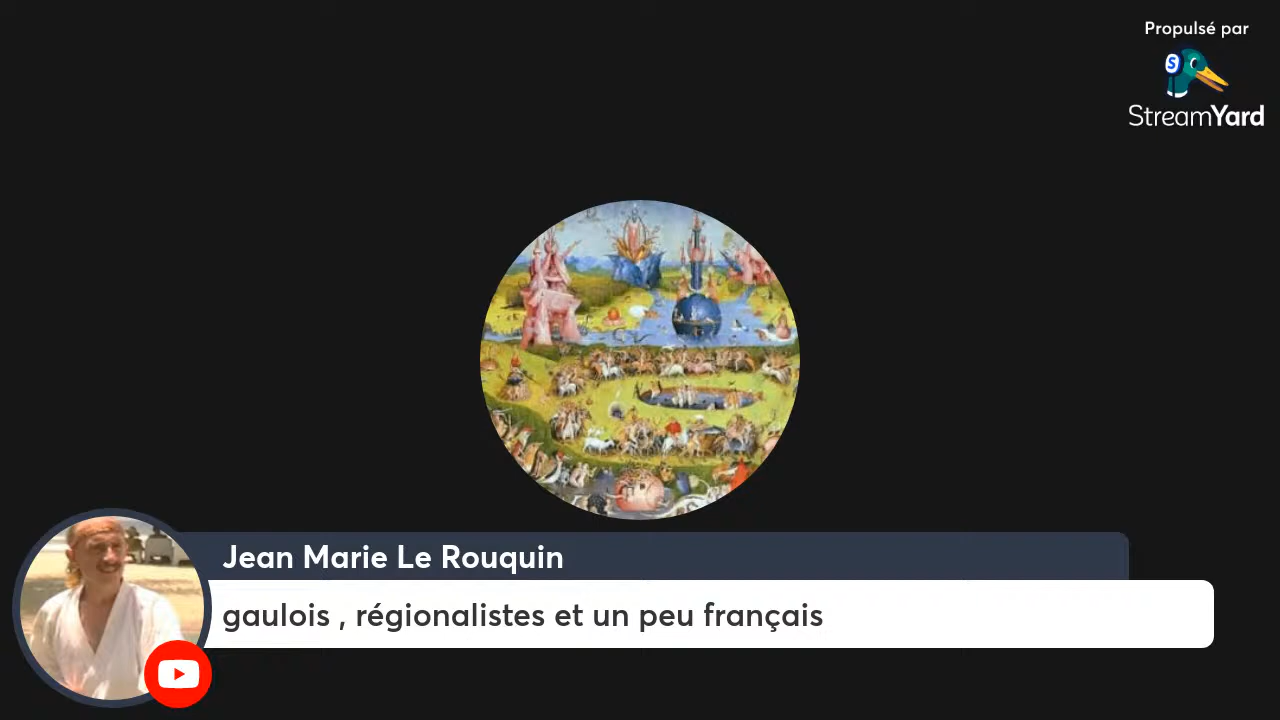 Propulsé par
S
StreamYard
Jean Marie Le Rouquin
gaulois , régionalistes et un peu français